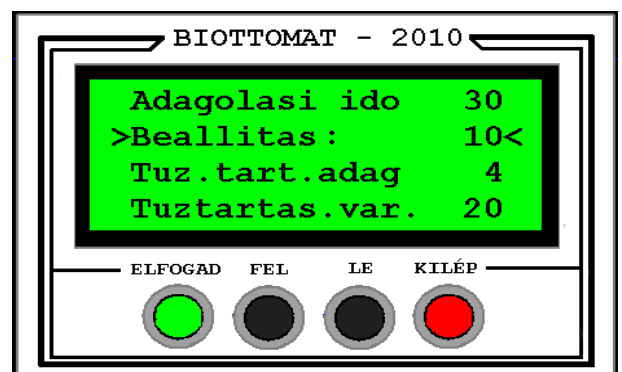 BIOTTOMAT - 2010
Adagolasi ido 30
>Beallitas: 10<
Tuz.tart.adag 4
Tuztartas.var. 20
ELFOGAD FEL LE KILÉP